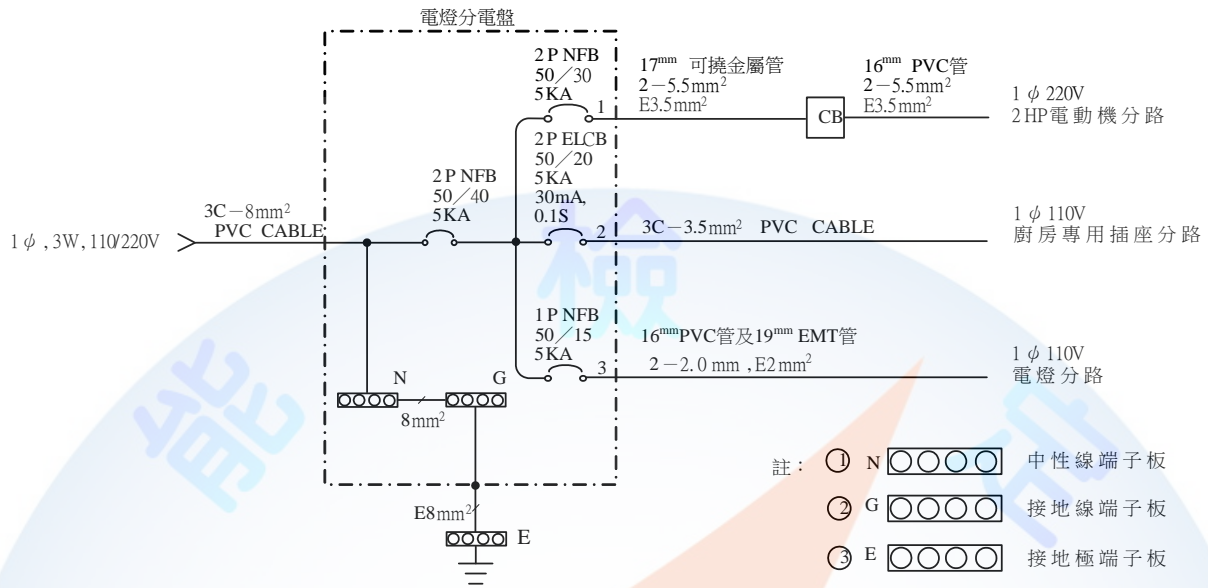 電燈分電盤
2P NFB
50／30
5KA
1
17mm 可撓金屬管
2－5.5mm²
E3.5mm²
CB
16mm PVC管
2－5.5mm²
E3.5mm²
1φ 220V
2HP電動機分路
2P ELCB
50／20
5KA
30mA,
0.1S
2
2P NFB
50／40
5KA
3C－8mm²
PVC CABLE
1φ,3W,110/220V
3C－3.5mm² PVC CABLE
1φ 110V
廚房專用插座分路
1P NFB
50／15
5KA
3
16mmPVC管及19mm EMT管
2－2.0mm,E2mm²
1φ 110V
電燈分路
N
G
8mm²
E8mm²
E
註：
① N 中性線端子板
② G 接地線端子板
③ E 接地極端子板
技
能
檢
定